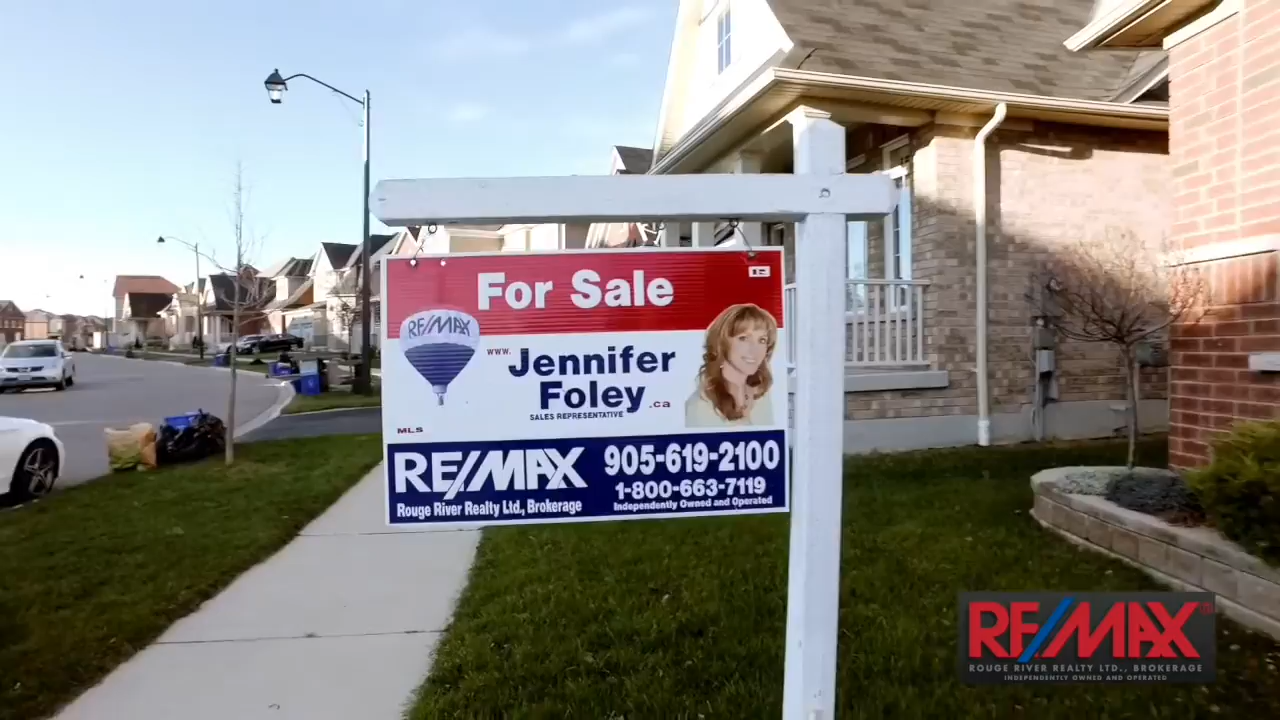 For Sale
RE/MAX
www.
Jennifer
Foley.ca
SALES REPRESENTATIVE
MLS
RE/MAX
905-619-2100
1-800-663-7119
Rouge River Realty Ltd., Brokerage
Independently Owned and Operated
RE/MAX
ROUGE RIVER REALTY LTD., BROKERAGE
INDEPENDENTLY OWNED AND OPERATED